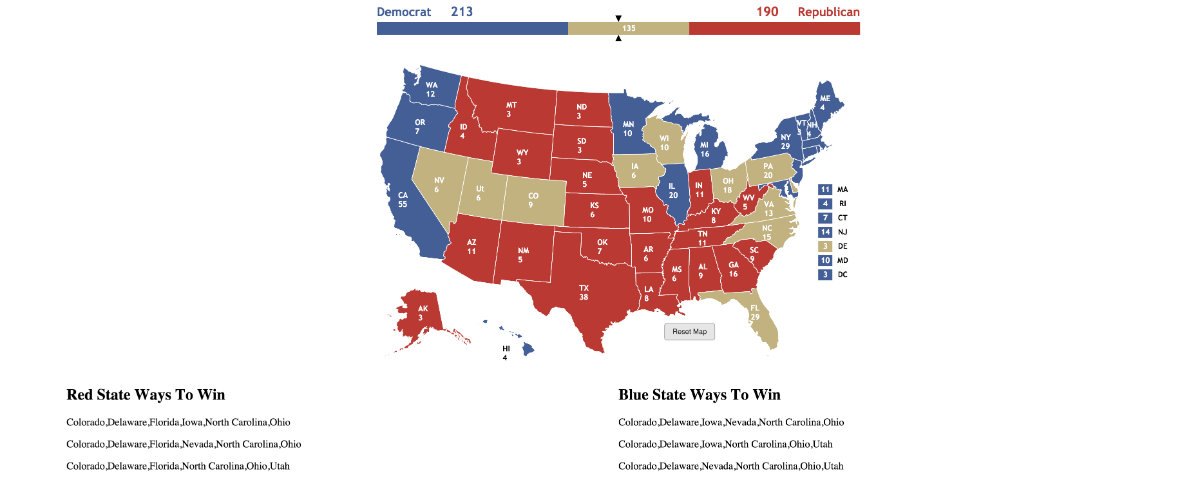 Democrat 213 190 Republican
135
WA
12
OR
7
CA
55
ID
4
NV
6
MT
3
WY
3
UT
6
CO
9
AZ
11
NM
5
ND
3
SD
3
NE
5
KS
6
OK
7
TX
38
MN
10
IA
6
MO
10
AR
6
LA
8
WI
10
IL
20
MI
16
IN
11
OH
18
KY
8
TN
11
MS
6
AL
9
GA
16
FL
29
SC
9
NC
15
VA
13
WV
5
PA
20
NY
29
VT
3
NH
4
ME
4
AK
3
HI
4
11 MA
4 RI
7 CT
14 NJ
3 DE
10 MD
3 DC
Reset Map
Red State Ways To Win
Colorado,Delaware,Florida,Iowa,North Carolina,Ohio
Colorado,Delaware,Florida,Nevada,North Carolina,Ohio
Colorado,Delaware,Florida,North Carolina,Ohio,Utah
Blue State Ways To Win
Colorado,Delaware,Iowa,Nevada,North Carolina,Ohio
Colorado,Delaware,Iowa,North Carolina,Ohio,Utah
Colorado,Delaware,Nevada,North Carolina,Ohio,Utah